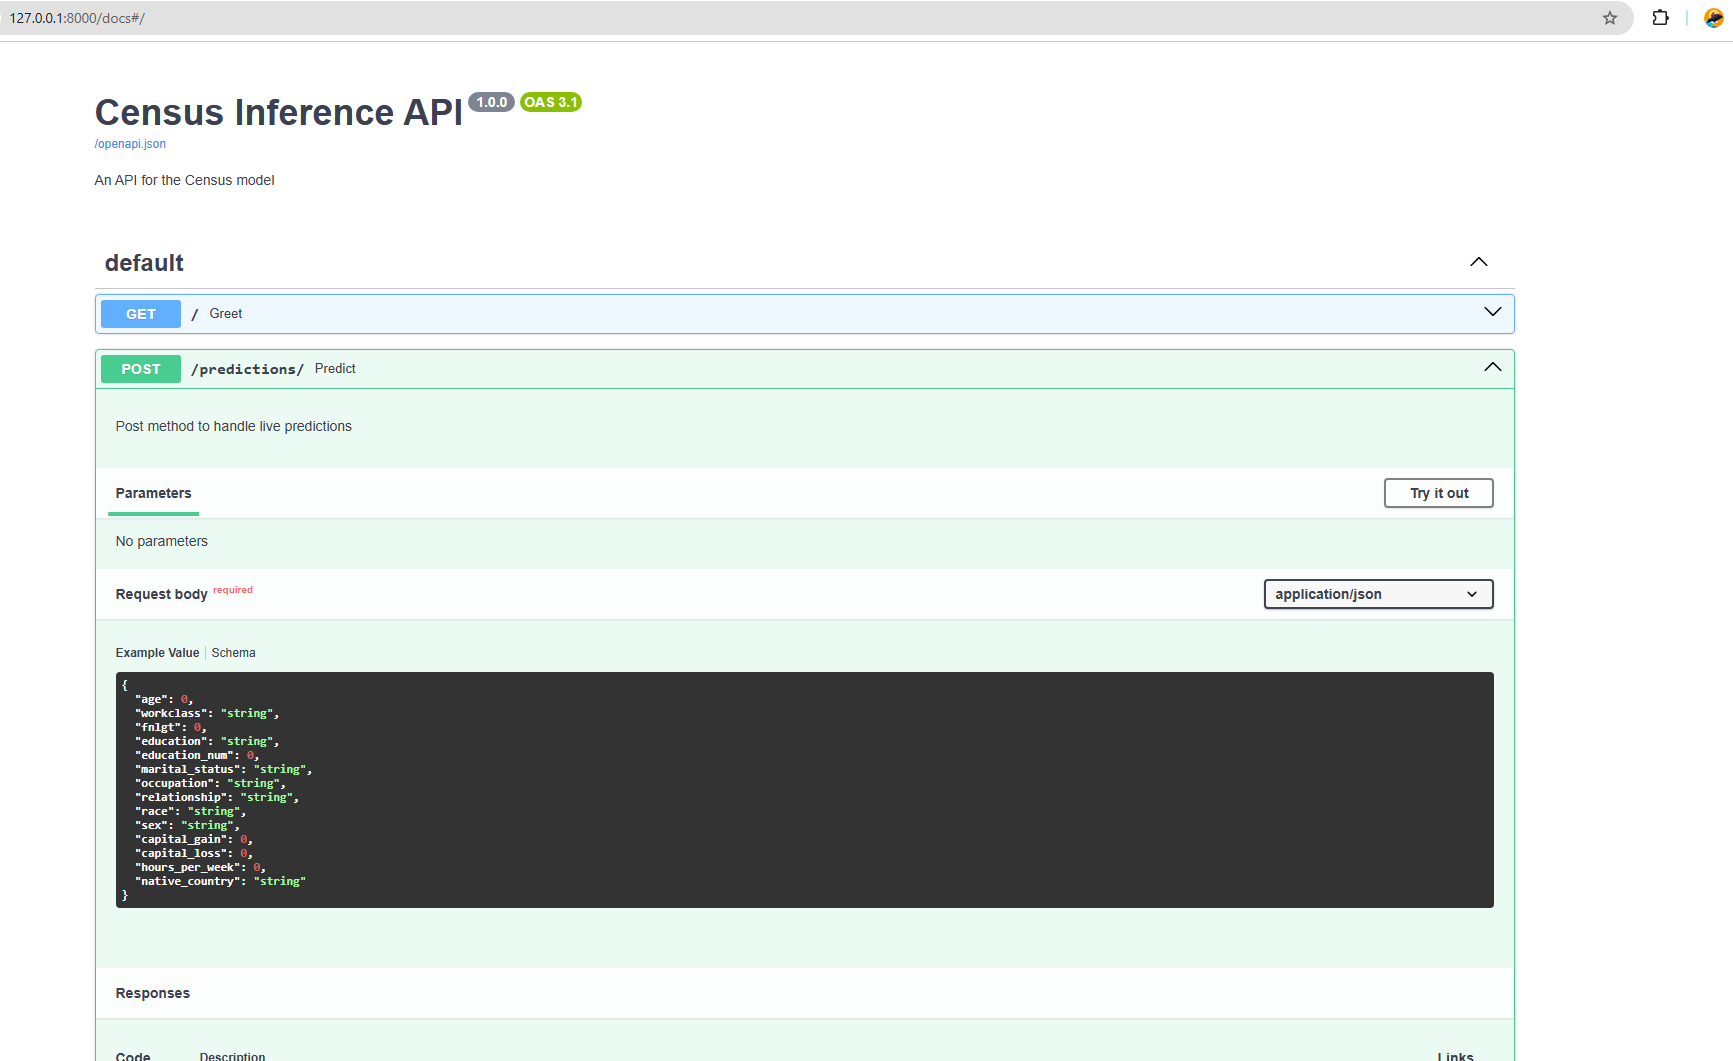 127.0.0.1:8000/docs#/
Census Inference API 1.0.0 OAS 3.1
/openapi.json
An API for the Census model
default
GET / Greet
POST /predictions/ Predict
Post method to handle live predictions
Parameters
Try it out
No parameters
Request body required
application/json
Example Value | Schema
{
  "age": 0,
  "workclass": "string",
  "fnlgt": 0,
  "education": "string",
  "education_num": 0,
  "marital_status": "string",
  "occupation": "string",
  "relationship": "string",
  "race": "string",
  "sex": "string",
  "capital_gain": 0,
  "capital_loss": 0,
  "hours_per_week": 0,
  "native_country": "string"
}
Responses
Code Description Links